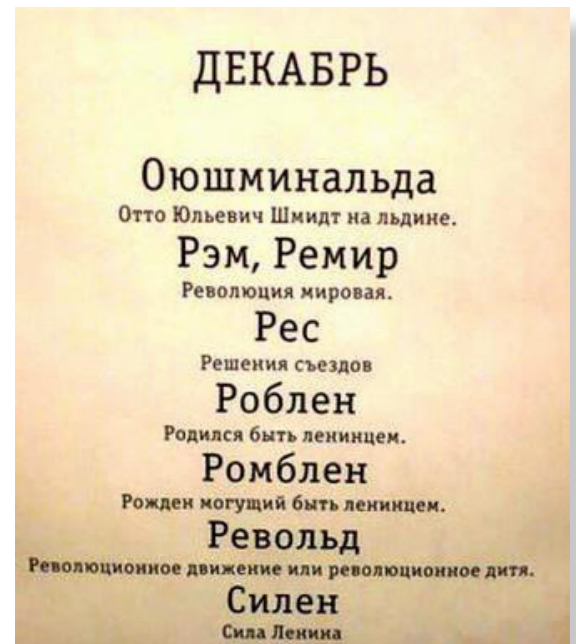 ДЕКАБРЬ
Оюшминальда
Отто Юльевич Шмидт на льдине.
Рэм, Ремир
Революция мировая.
Рес
Решения съездов
Роблен
Родился быть ленинцем.
Ромблен
Рожден могущий быть ленинцем.
Револьд
Революционное движение или революционное дитя.
Силен
Сила Ленина